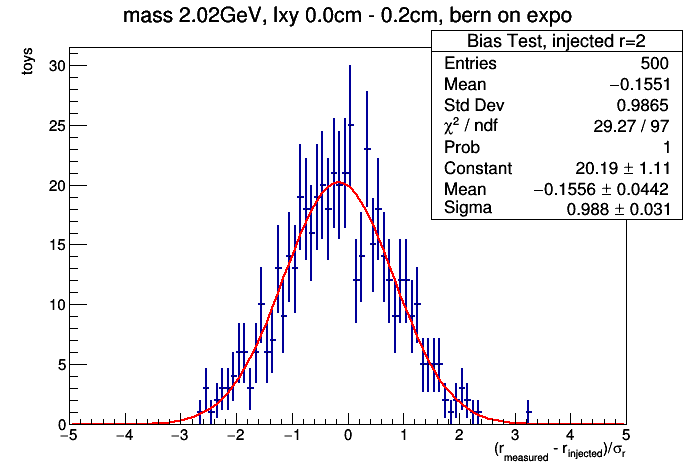 mass 2.02GeV, lxy 0.0cm - 0.2cm, bern on expo
toys
Bias Test, injected r=2
Entries 500
Mean −0.1551
Std Dev 0.9865
χ² / ndf 29.27 / 97
Prob 1
Constant 20.19 ± 1.11
Mean −0.1556 ± 0.0442
Sigma 0.988 ± 0.031
30
25
20
15
10
5
0
−5 −4 −3 −2 −1 0 1 2 3 4 5
(r_measured - r_injected)/σ_r